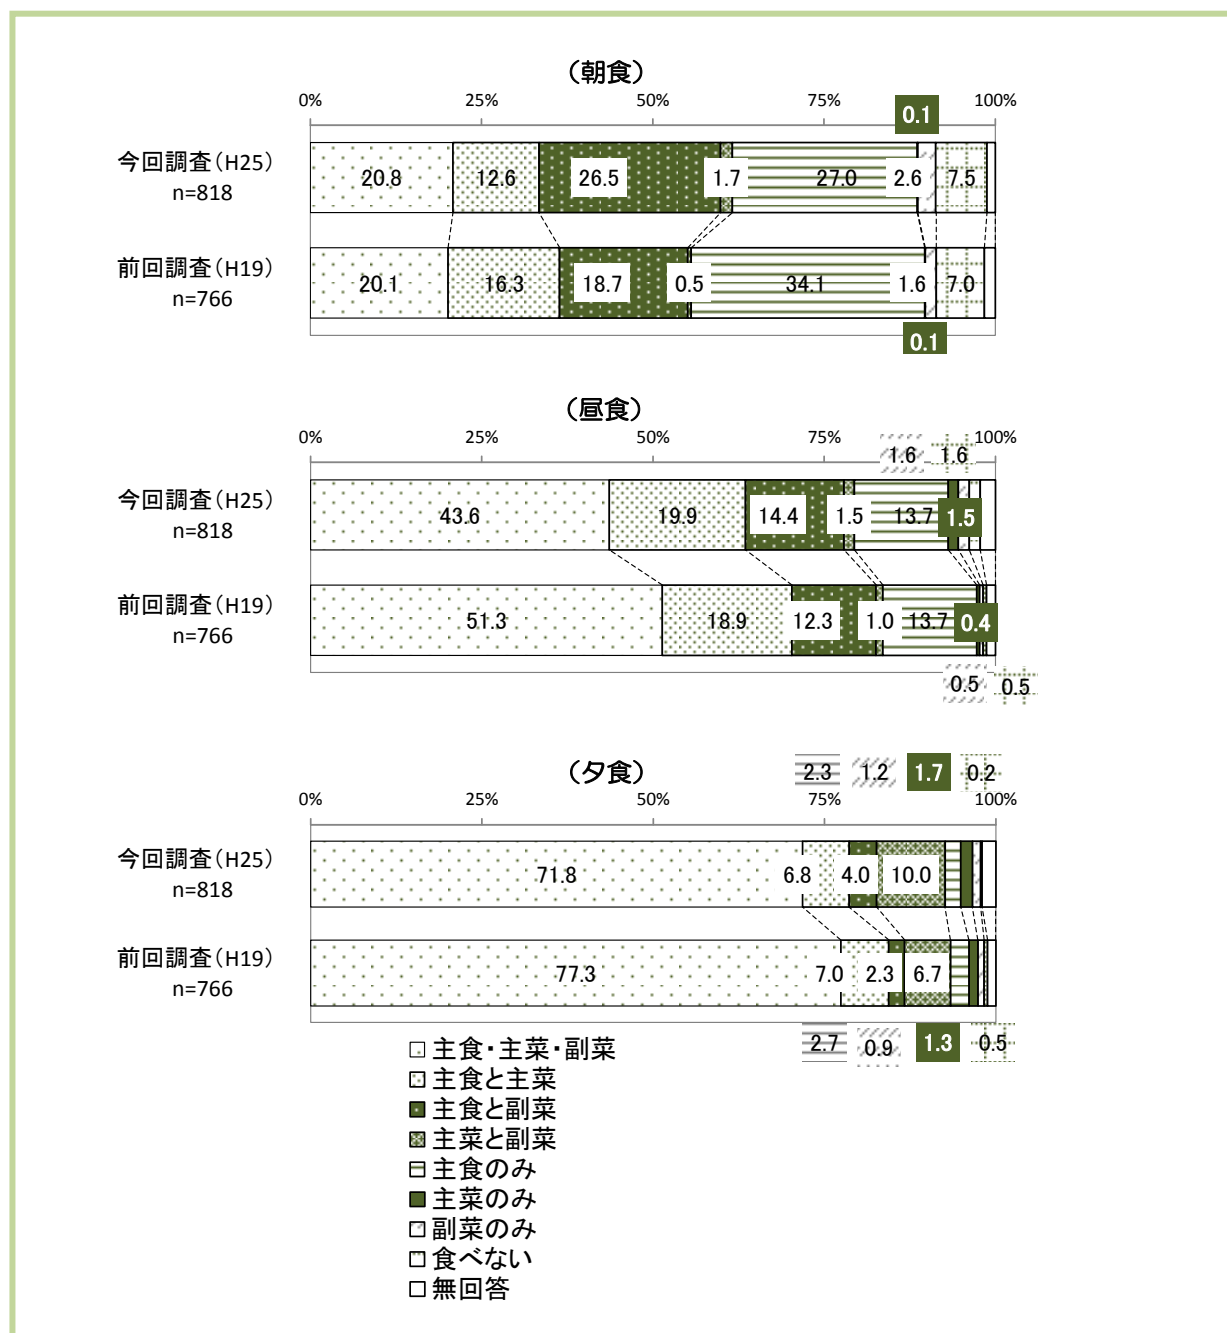 （朝食）
0% 25% 50% 75% 100%
0.1
今回調査（H25）
n=818
20.8 12.6 26.5 1.7 27.0 2.6 7.5
前回調査（H19）
n=766
20.1 16.3 18.7 0.5 34.1 1.6 7.0
0.1
（昼食）
0% 25% 50% 75% 100%
1.6 1.6
今回調査（H25）
n=818
43.6 19.9 14.4 1.5 13.7 1.5
前回調査（H19）
n=766
51.3 18.9 12.3 1.0 13.7 0.4
0.5 0.5
（夕食）
2.3 1.2 1.7 0.2
0% 25% 50% 75% 100%
今回調査（H25）
n=818
71.8 6.8 4.0 10.0
前回調査（H19）
n=766
77.3 7.0 2.3 6.7
2.7 0.9 1.3 0.5
主食・主菜・副菜
主食と主菜
主食と副菜
主菜と副菜
主食のみ
主菜のみ
副菜のみ
食べない
無回答